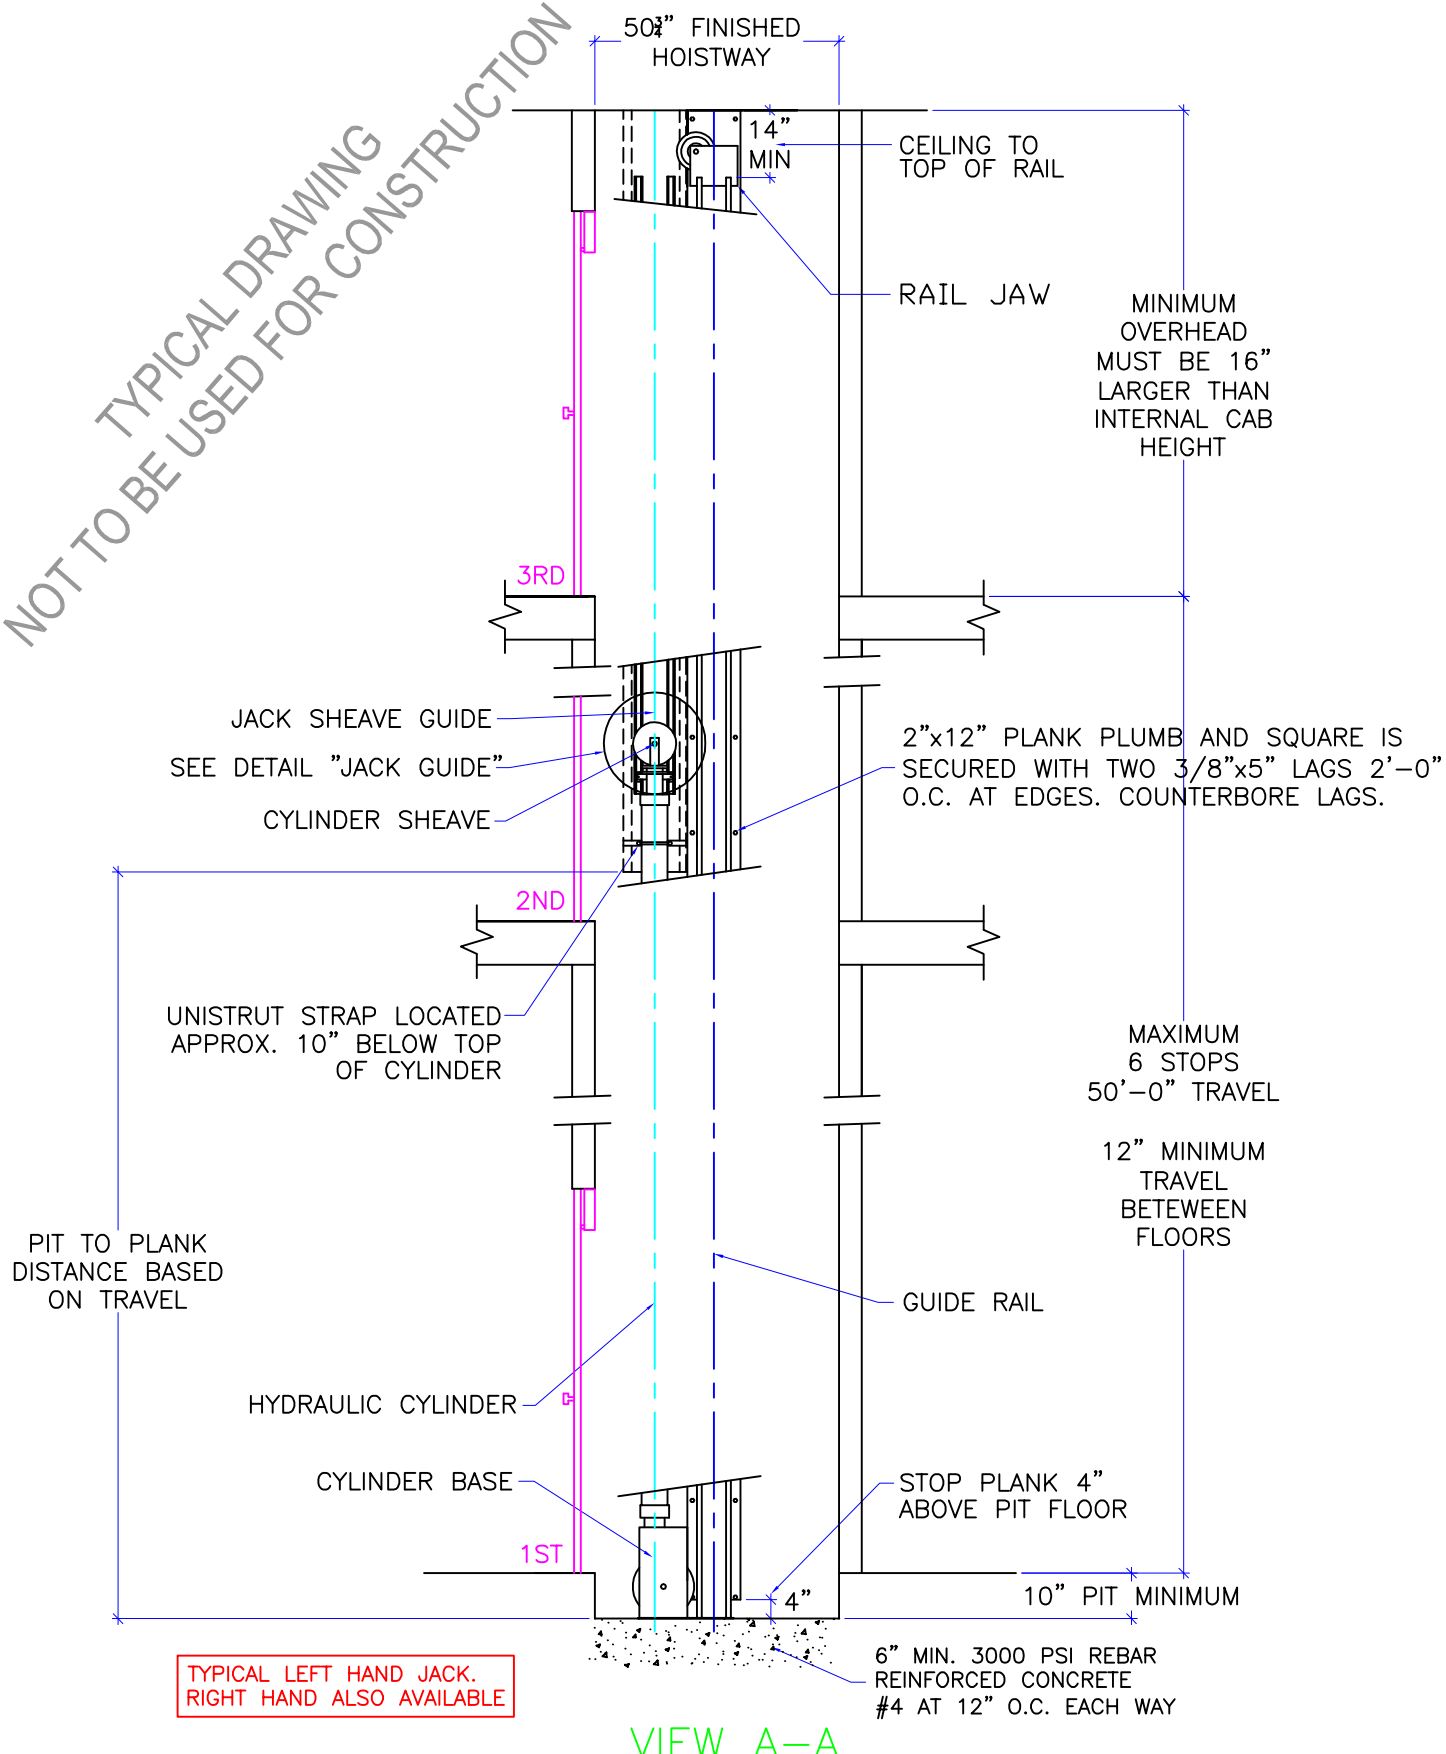 50¾” FINISHED
HOISTWAY
TYPICAL DRAWING
NOT TO BE USED FOR CONSTRUCTION
14”
MIN
CEILING TO
TOP OF RAIL
RAIL JAW
MINIMUM
OVERHEAD
MUST BE 16”
LARGER THAN
INTERNAL CAB
HEIGHT
3RD
JACK SHEAVE GUIDE
SEE DETAIL "JACK GUIDE"
CYLINDER SHEAVE
2”x12” PLANK PLUMB AND SQUARE IS
SECURED WITH TWO 3/8”x5” LAGS 2’-0”
O.C. AT EDGES. COUNTERBORE LAGS.
2ND
UNISTRUT STRAP LOCATED
APPROX. 10” BELOW TOP
OF CYLINDER
MAXIMUM
6 STOPS
50’-0” TRAVEL
12” MINIMUM
TRAVEL
BETEWEEN
FLOORS
PIT TO PLANK
DISTANCE BASED
ON TRAVEL
GUIDE RAIL
HYDRAULIC CYLINDER
CYLINDER BASE
STOP PLANK 4”
ABOVE PIT FLOOR
1ST
4”
10” PIT MINIMUM
6” MIN. 3000 PSI REBAR
REINFORCED CONCRETE
#4 AT 12” O.C. EACH WAY
TYPICAL LEFT HAND JACK.
RIGHT HAND ALSO AVAILABLE
VIEW A-A